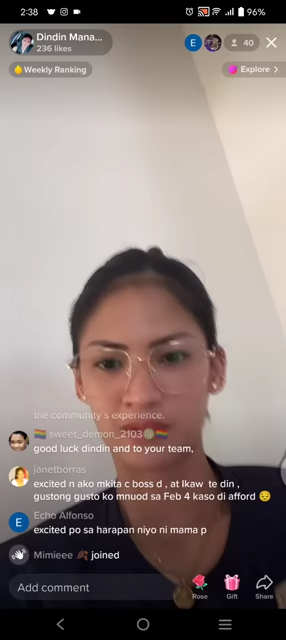 2:38
96%
Dindin Mana...
236 likes
E
40
Weekly Ranking
Explore >
the community's experience.
sweet_demon_2103
good luck dindin and to your team,
janetborras
excited n ako mkita c boss d , at Ikaw te din ,
gustong gusto ko mnuod sa Feb 4 kaso di afford 😔
E
Echo Alfonso
excited po sa harapan niyo ni mama p
Mimieee 🍂 joined
Add comment
Rose
Gift
Share